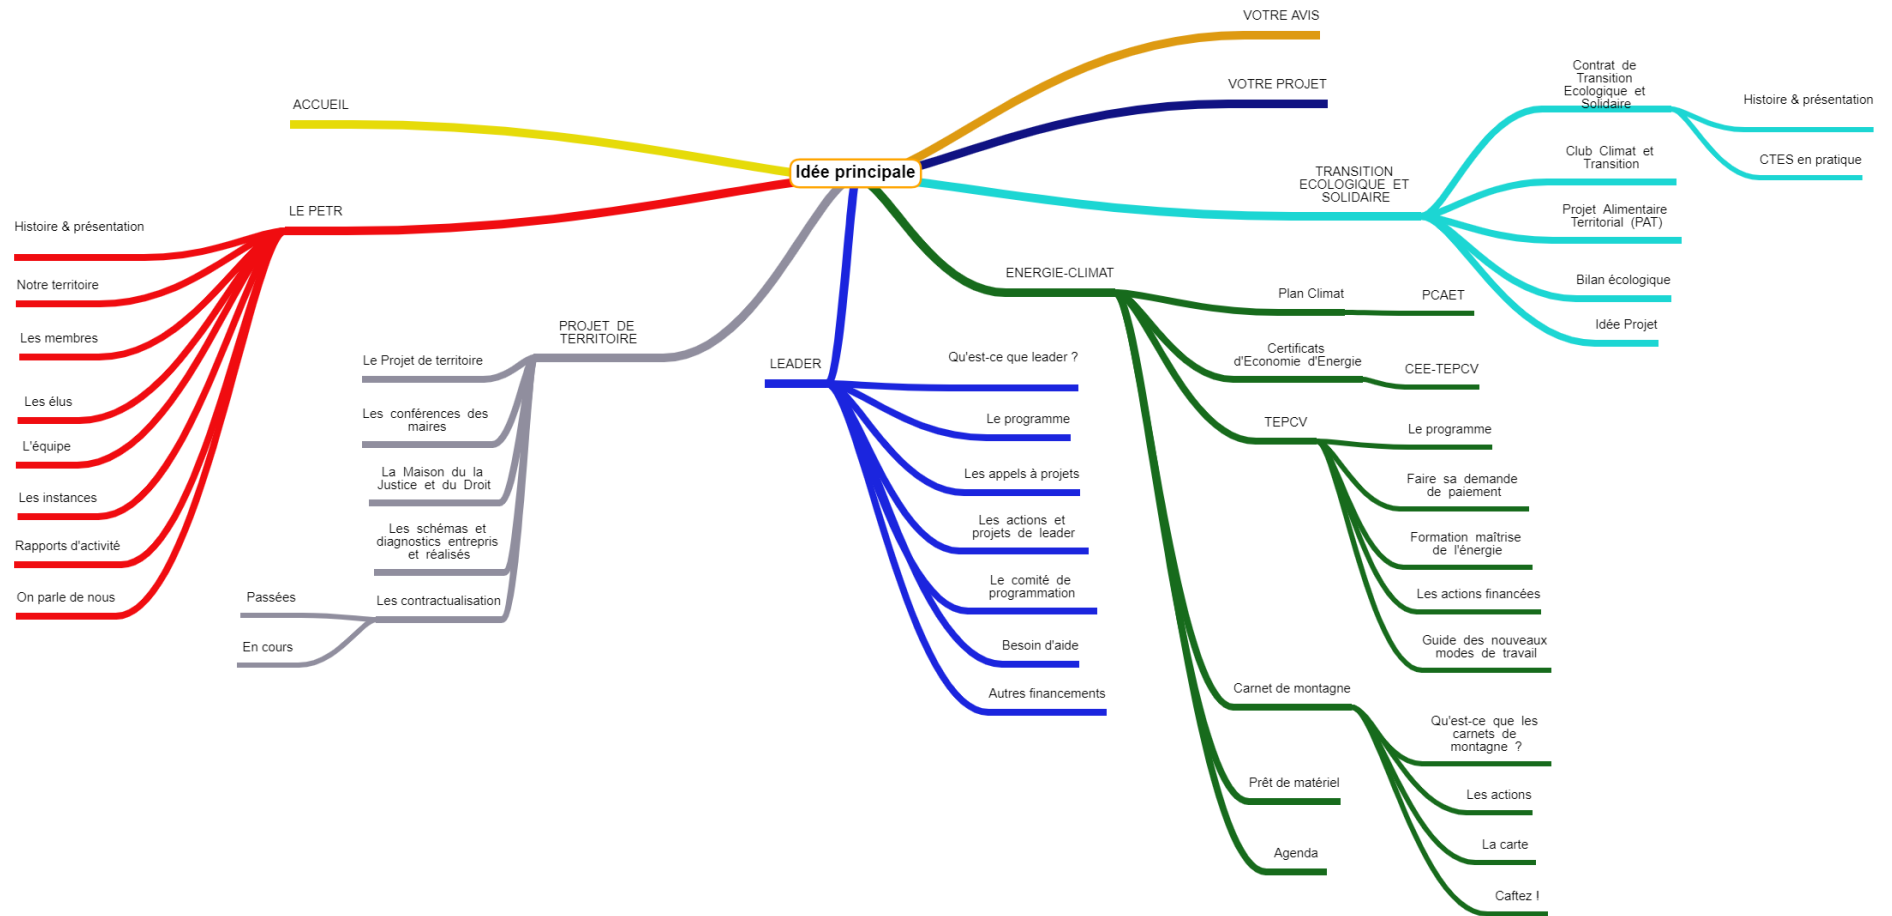 Idée principale
ACCUEIL
LE PETR
Histoire & présentation
Notre territoire
Les membres
Les élus
L'équipe
Les instances
Rapports d'activité
On parle de nous
PROJET DE
TERRITOIRE
Le Projet de territoire
Les conférences des
maires
La Maison du la
Justice et du Droit
Les schémas et
diagnostics entrepris
et réalisés
Les contractualisation
Passées
En cours
LEADER
Qu'est-ce que leader ?
Le programme
Les appels à projets
Les actions et
projets de leader
Le comité de
programmation
Besoin d'aide
Autres financements
ENERGIE-CLIMAT
Plan Climat
PCAET
Certificats
d'Economie d'Energie
CEE-TEPCV
TEPCV
Le programme
Faire sa demande
de paiement
Formation maîtrise
de l'énergie
Les actions financées
Guide des nouveaux
modes de travail
Carnet de montagne
Qu'est-ce que les
carnets de
montagne ?
Les actions
La carte
Caftez !
Prêt de matériel
Agenda
TRANSITION
ECOLOGIQUE ET
SOLIDAIRE
Contrat de
Transition
Ecologique et
Solidaire
Histoire & présentation
CTES en pratique
Club Climat et
Transition
Projet Alimentaire
Territorial (PAT)
Bilan écologique
Idée Projet
VOTRE PROJET
VOTRE AVIS